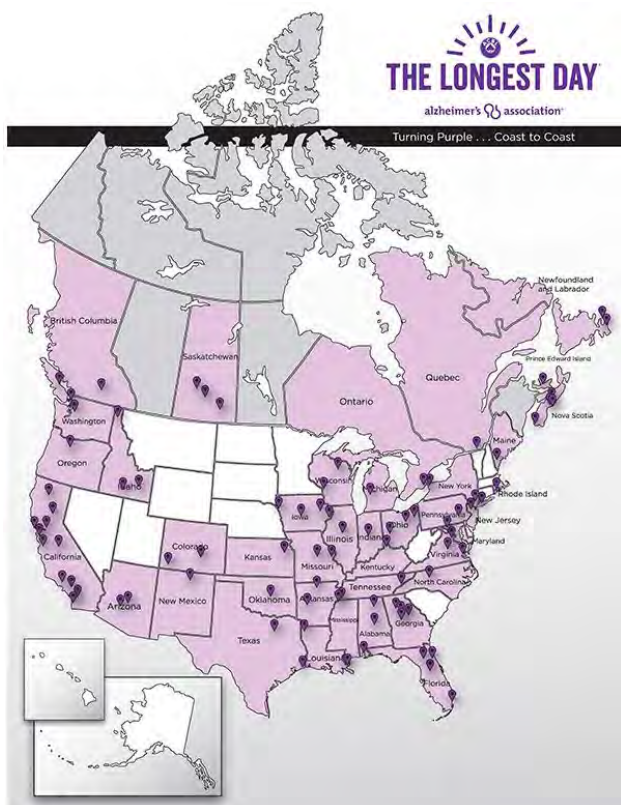 THE LONGEST DAY
alzheimer's association
Turning Purple . . . Coast to Coast
Newfoundland
and Labrador
British Columbia
Prince Edward Island
Saskatchewan
Quebec
Ontario
Nova Scotia
Washington
Maine
Oregon
Wisconsin
Michigan
New York
Idaho
Rhode Island
Iowa
Pennsylvania
Ohio
New Jersey
Illinois
Indiana
Maryland
Colorado
California
Kansas
Missouri
Virginia
Kentucky
Tennessee
North Carolina
Arizona
New Mexico
Oklahoma
Arkansas
Mississippi
Georgia
Alabama
Texas
Louisiana
Florida